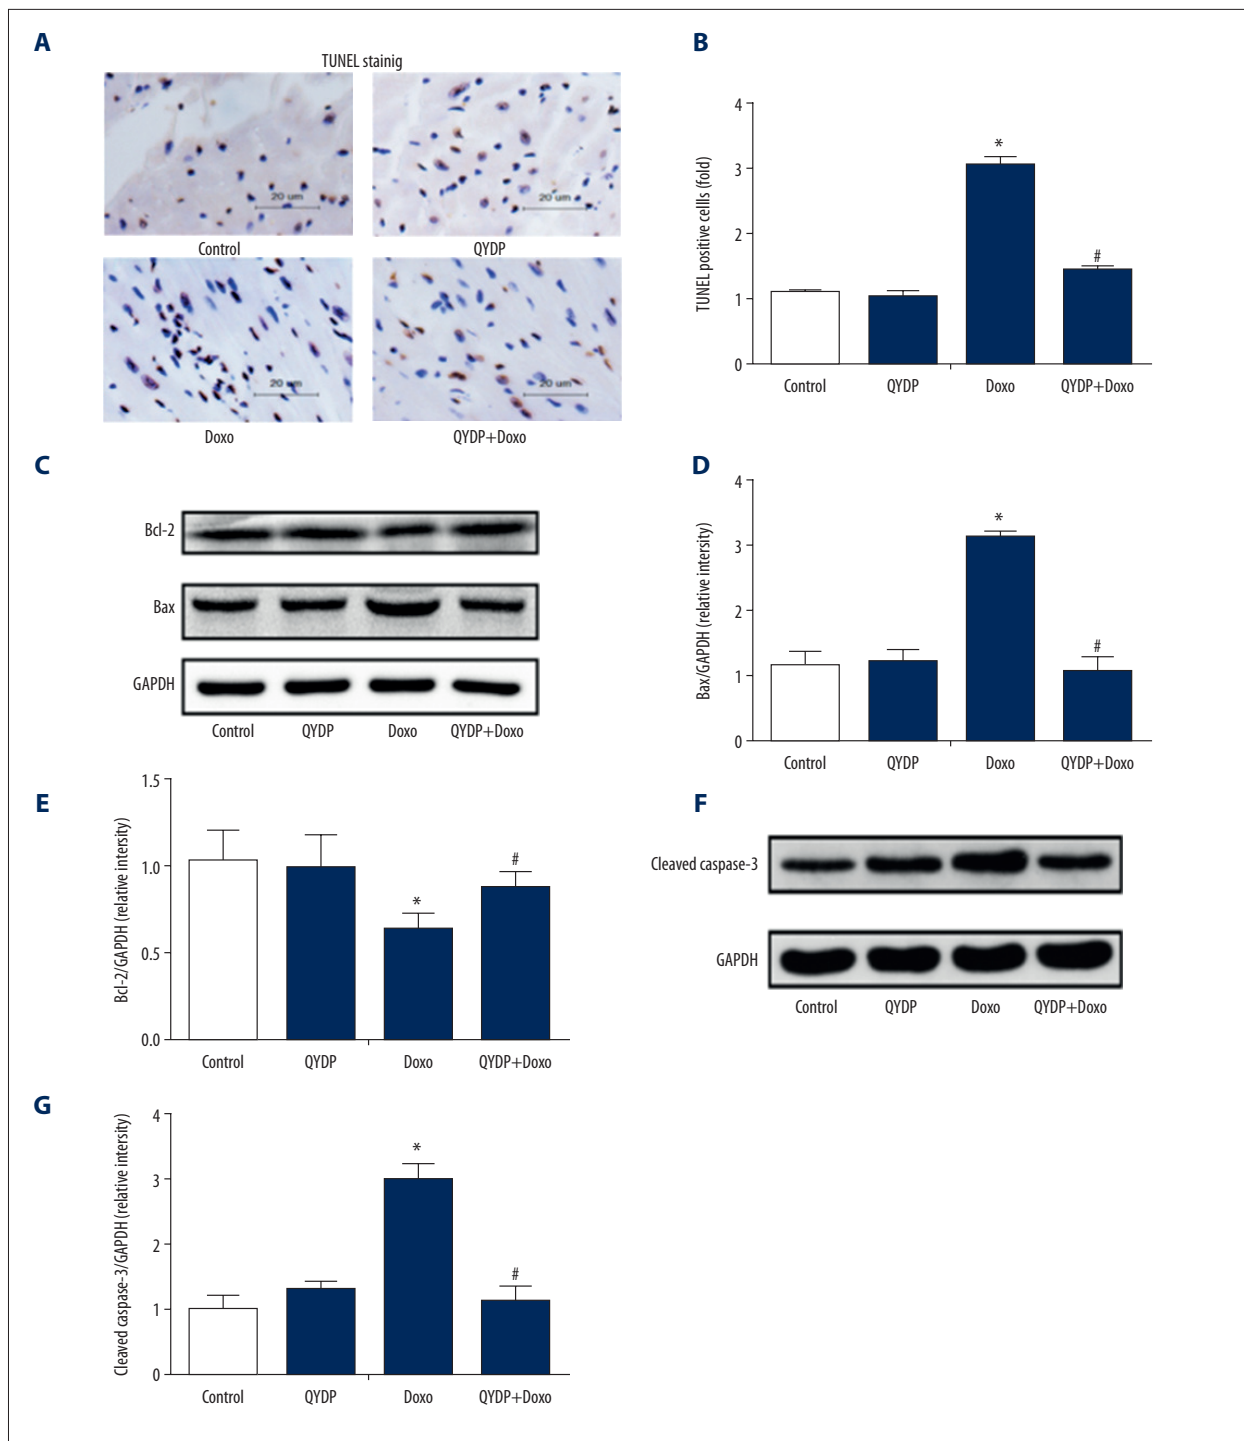 A
TUNEL stainig
20 um
20 um
Control
QYDP
20 um
20 um
Doxo
QYDP+Doxo
B
TUNEL positive cellls (fold)
4
3
2
1
0
*
#
Control
QYDP
Doxo
QYDP+Doxo
C
Bcl-2
Bax
GAPDH
Control
QYDP
Doxo
QYDP+Doxo
D
Bax/GAPDH (relative intersity)
4
3
2
1
0
*
#
Control
QYDP
Doxo
QYDP+Doxo
E
Bcl-2/GAPDH (relative intersity)
1.5
1.0
0.5
0.0
*
#
Control
QYDP
Doxo
QYDP+Doxo
F
Cleaved caspase-3
GAPDH
Control
QYDP
Doxo
QYDP+Doxo
G
Cleaved caspase-3/GAPDH (relative intersity)
4
3
2
1
0
*
#
Control
QYDP
Doxo
QYDP+Doxo